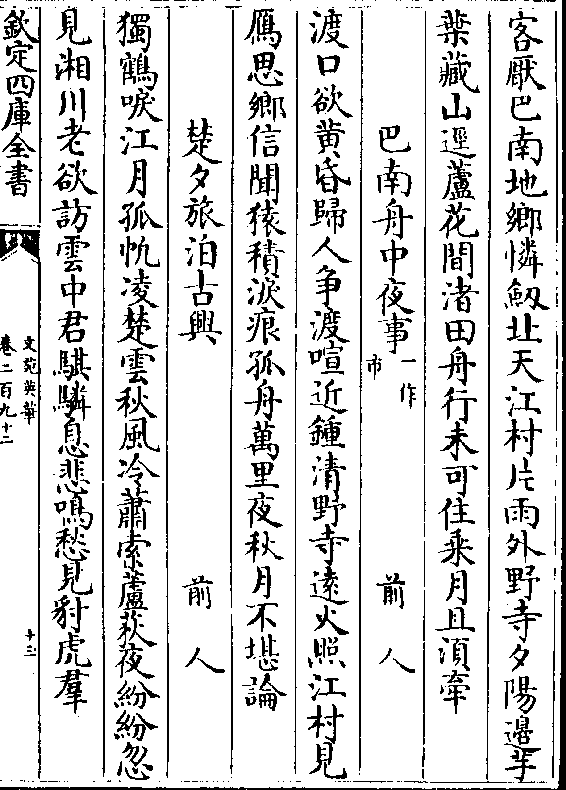 客厭巴南地鄉憐釼北天江村片雨外野寺夕陽邉芋
葉藏山逕蘆花間渚田舟行未可住乘月且湏牽
巴南舟中夜事一作市 前人
渡口欲黄昏歸人争渡喧近鍾清野寺遠火照江村見
鴈思鄉信聞猿積淚痕孤舟萬里夜秋月不堪論
楚夕旅泊古興 前人
獨鶴唳江月孤帆凌楚雲秋風冷蕭索蘆荻夜紛紛忽
見湘川老欲訪雲中君騏驎息悲鳴愁見豺虎羣
欽定四庫全書
文苑英華
卷二百九十二
十三